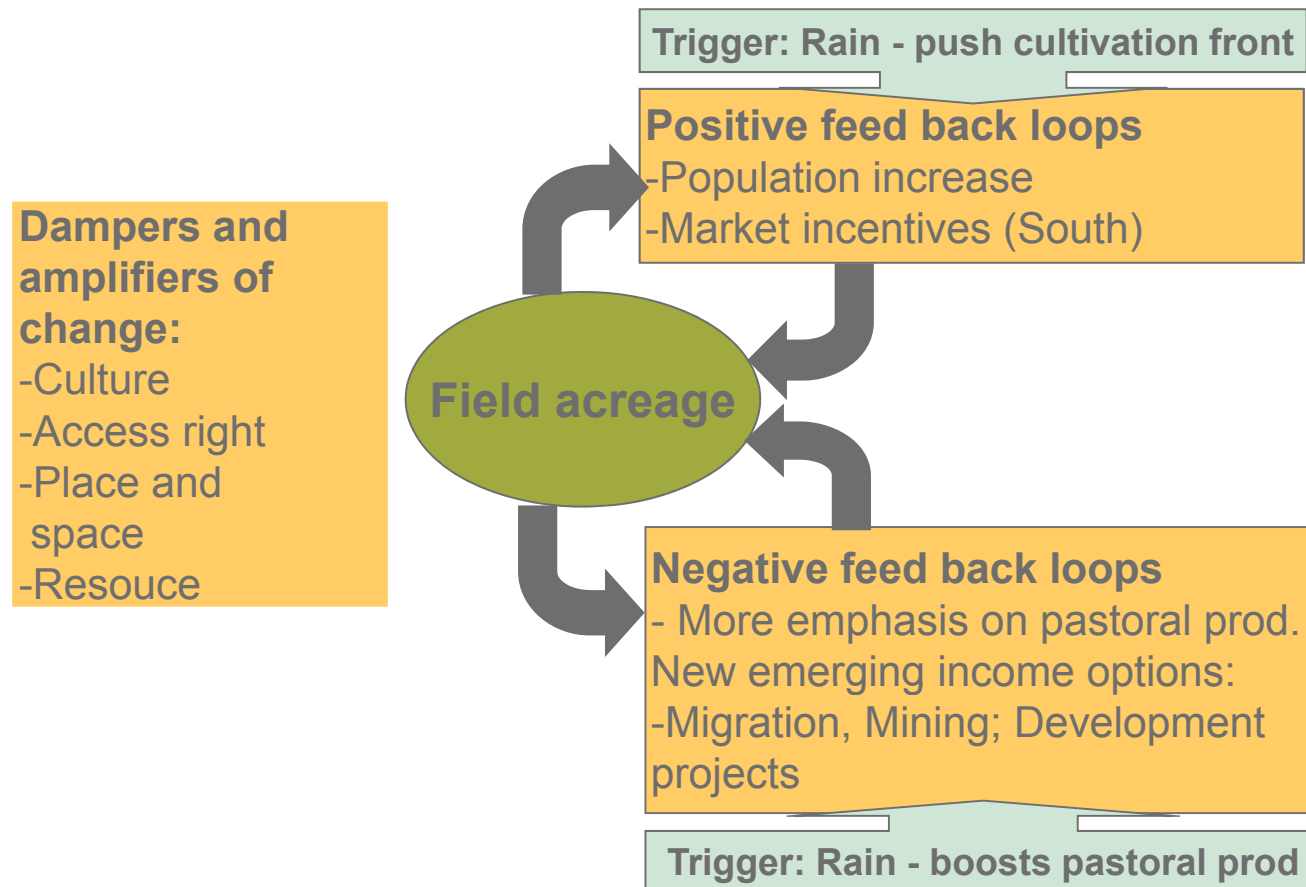 Trigger: Rain - push cultivation front
Positive feed back loops
-Population increase
-Market incentives (South)
Dampers and
amplifiers of
change:
-Culture
-Access right
-Place and
space
-Resouce
Field acreage
Negative feed back loops
- More emphasis on pastoral prod.
New emerging income options:
-Migration, Mining; Development
projects
Trigger: Rain - boosts pastoral prod